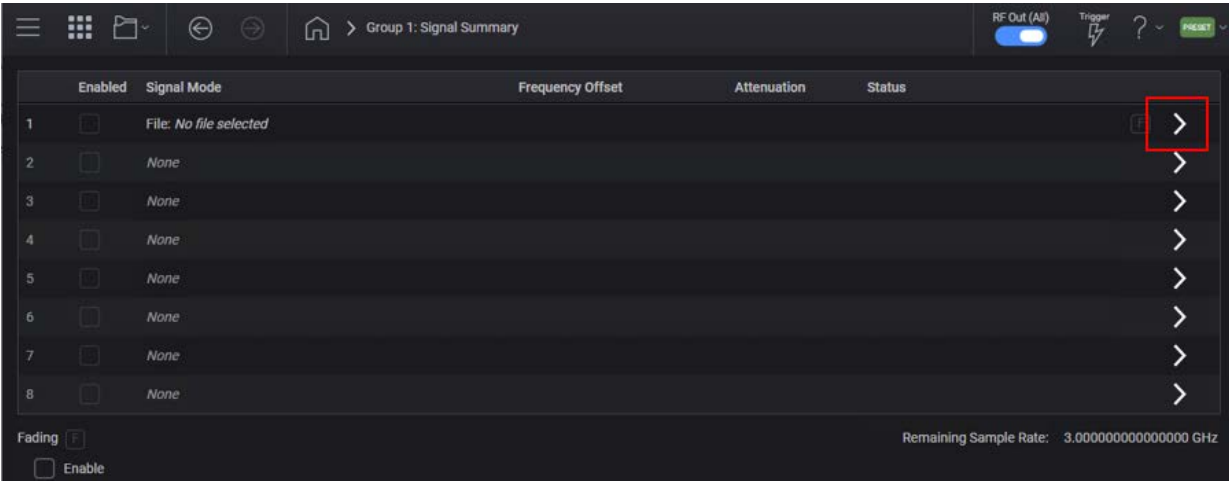 Group 1: Signal Summary
RF Out (All)
Trigger
?
PRESET
Enabled Signal Mode Frequency Offset Attenuation Status
1 File: No file selected F
2 None
3 None
4 None
5 None
6 None
7 None
8 None
Fading F
Remaining Sample Rate: 3.000000000000000 GHz
Enable